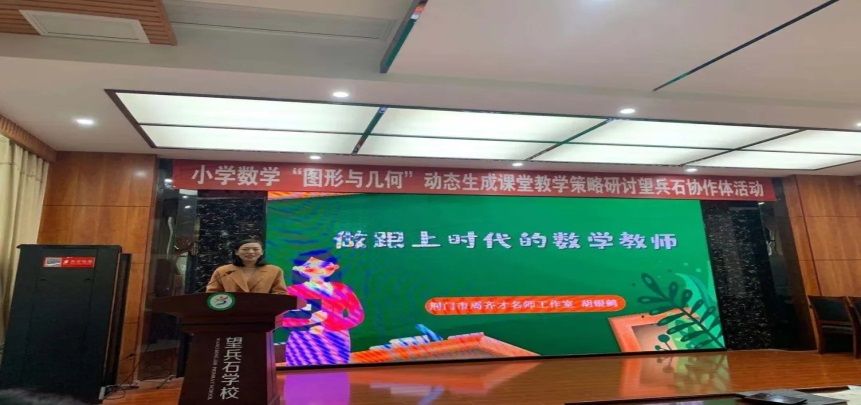 小学数学“图形与几何”动态生成课堂教学策略研讨望兵石协作体活动
做跟上时代的数学教师
荆门市尚齐才名师工作室 胡银鹤
望兵石学校